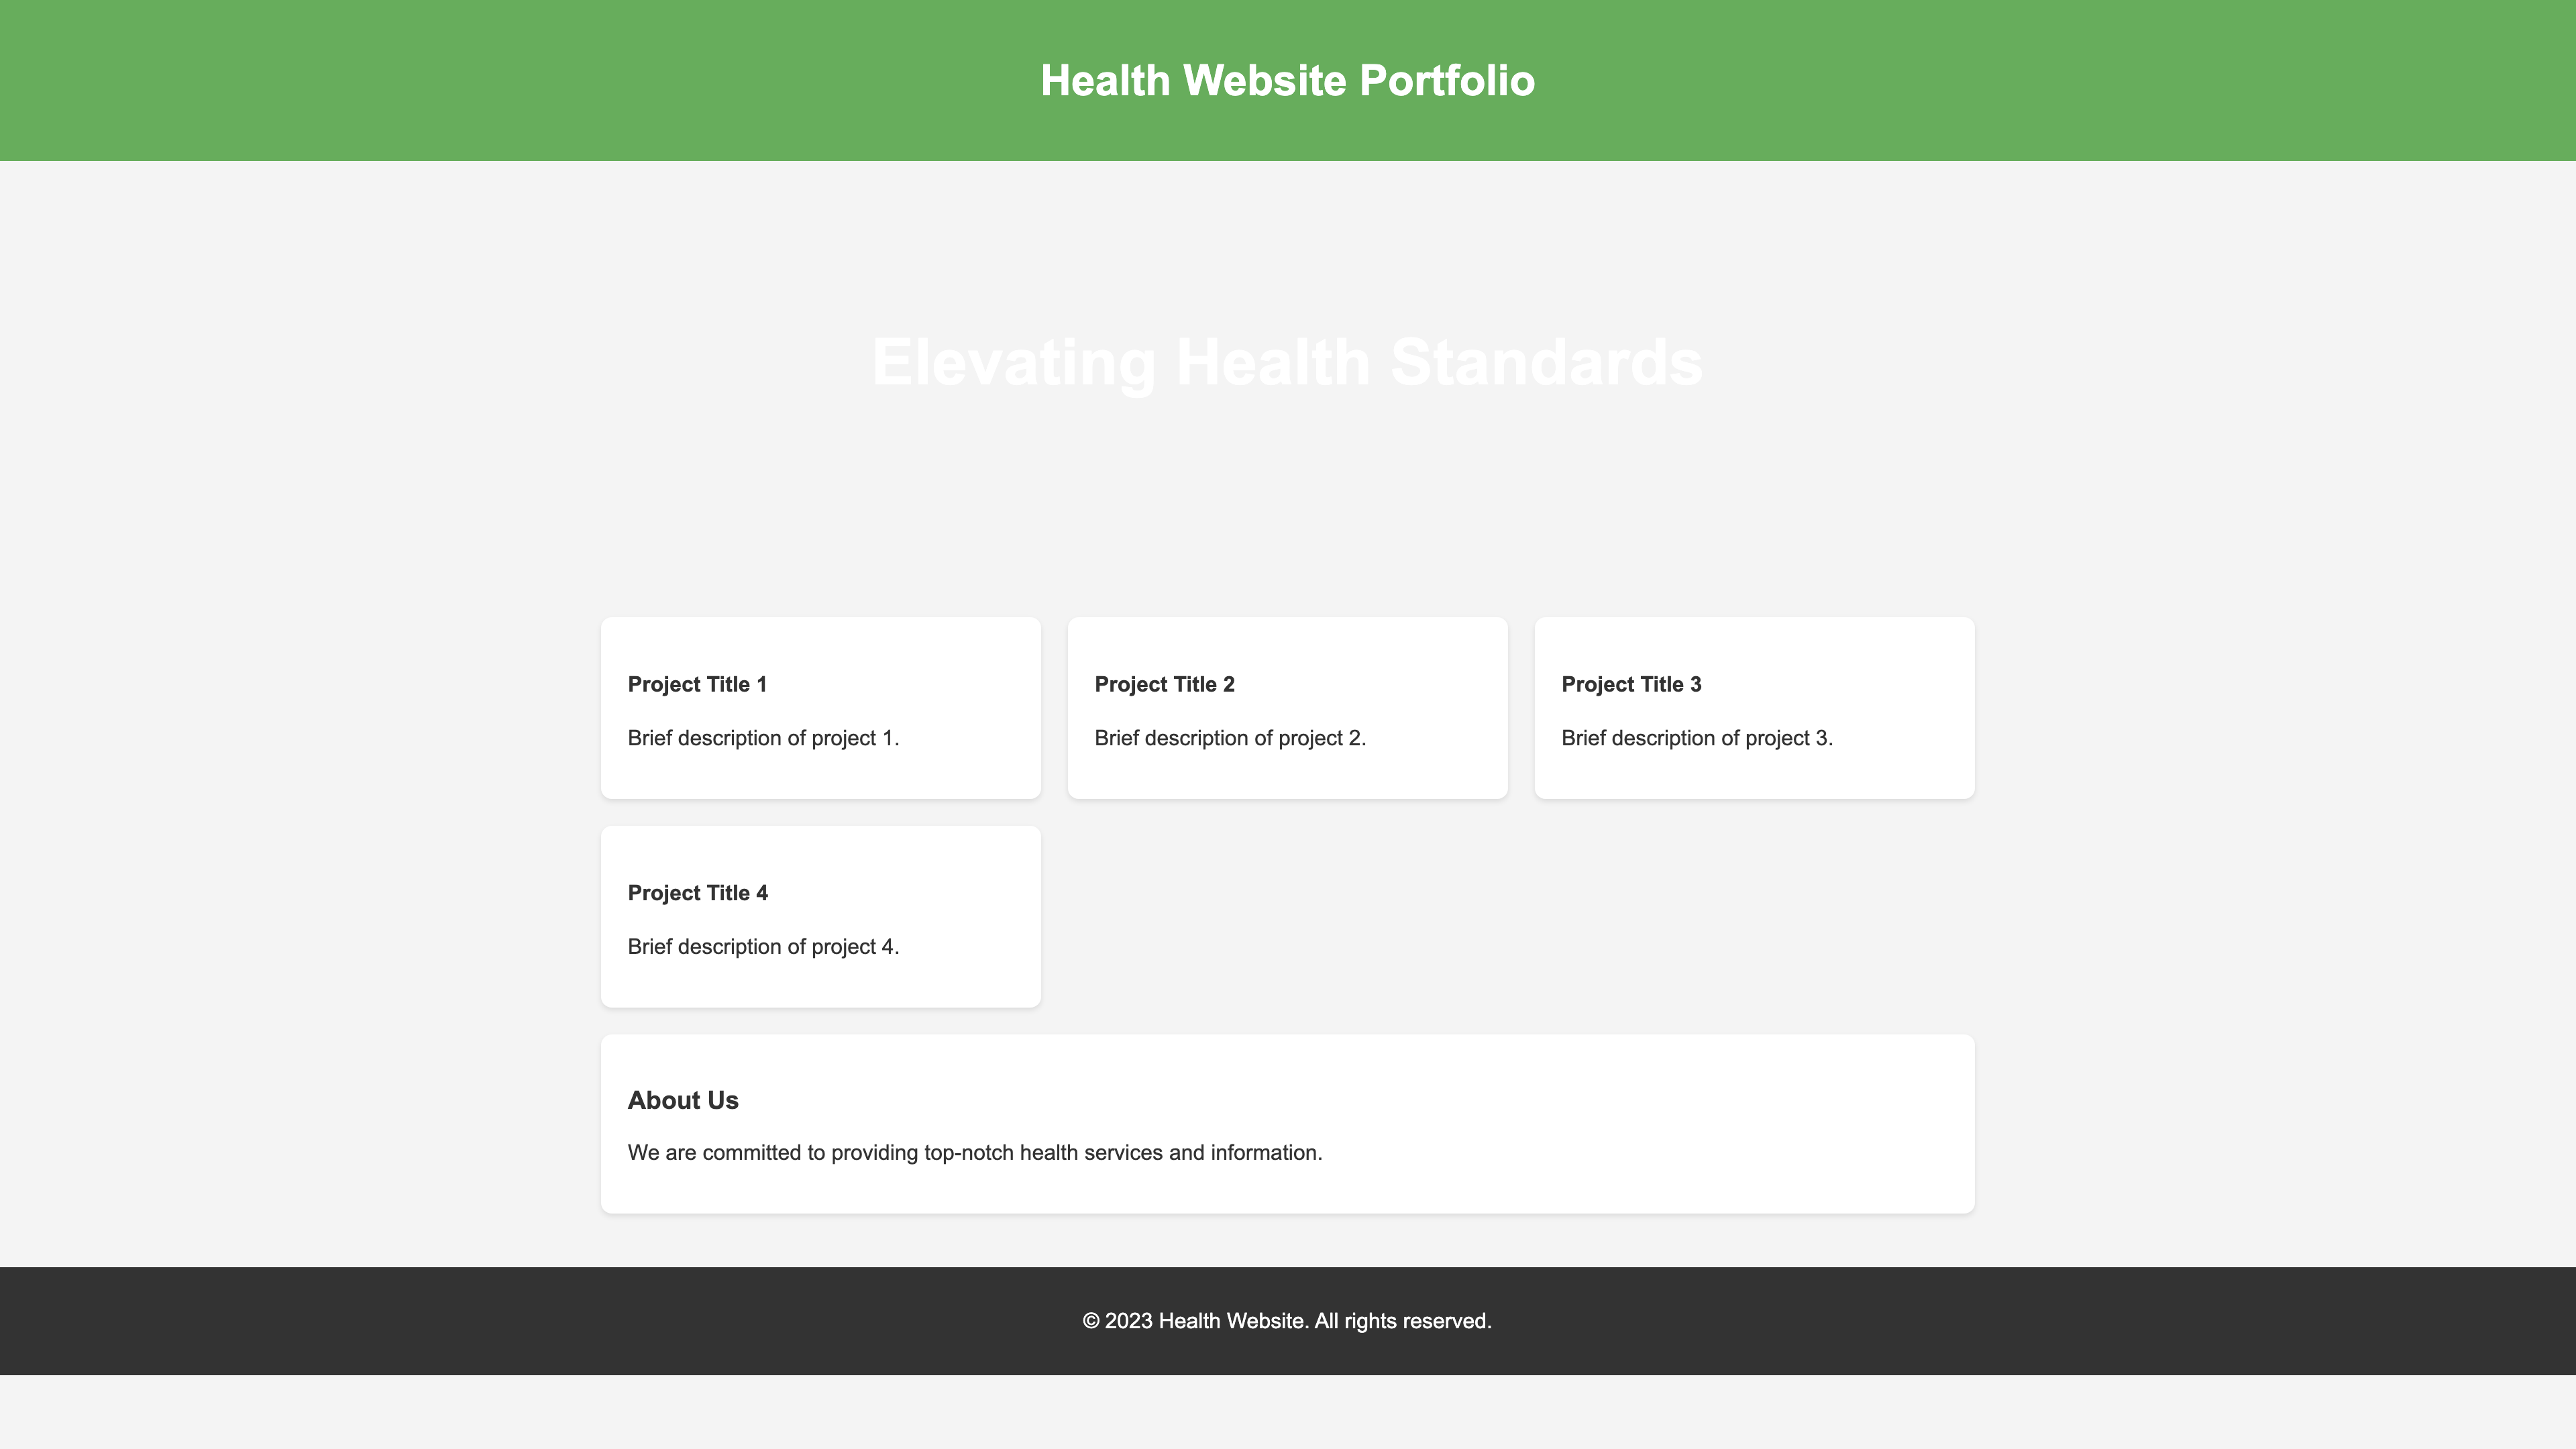 Health Website Portfolio
Elevating Health Standards
Project Title 1
Brief description of project 1.
Project Title 2
Brief description of project 2.
Project Title 3
Brief description of project 3.
Project Title 4
Brief description of project 4.
About Us
We are committed to providing top-notch health services and information.
© 2023 Health Website. All rights reserved.